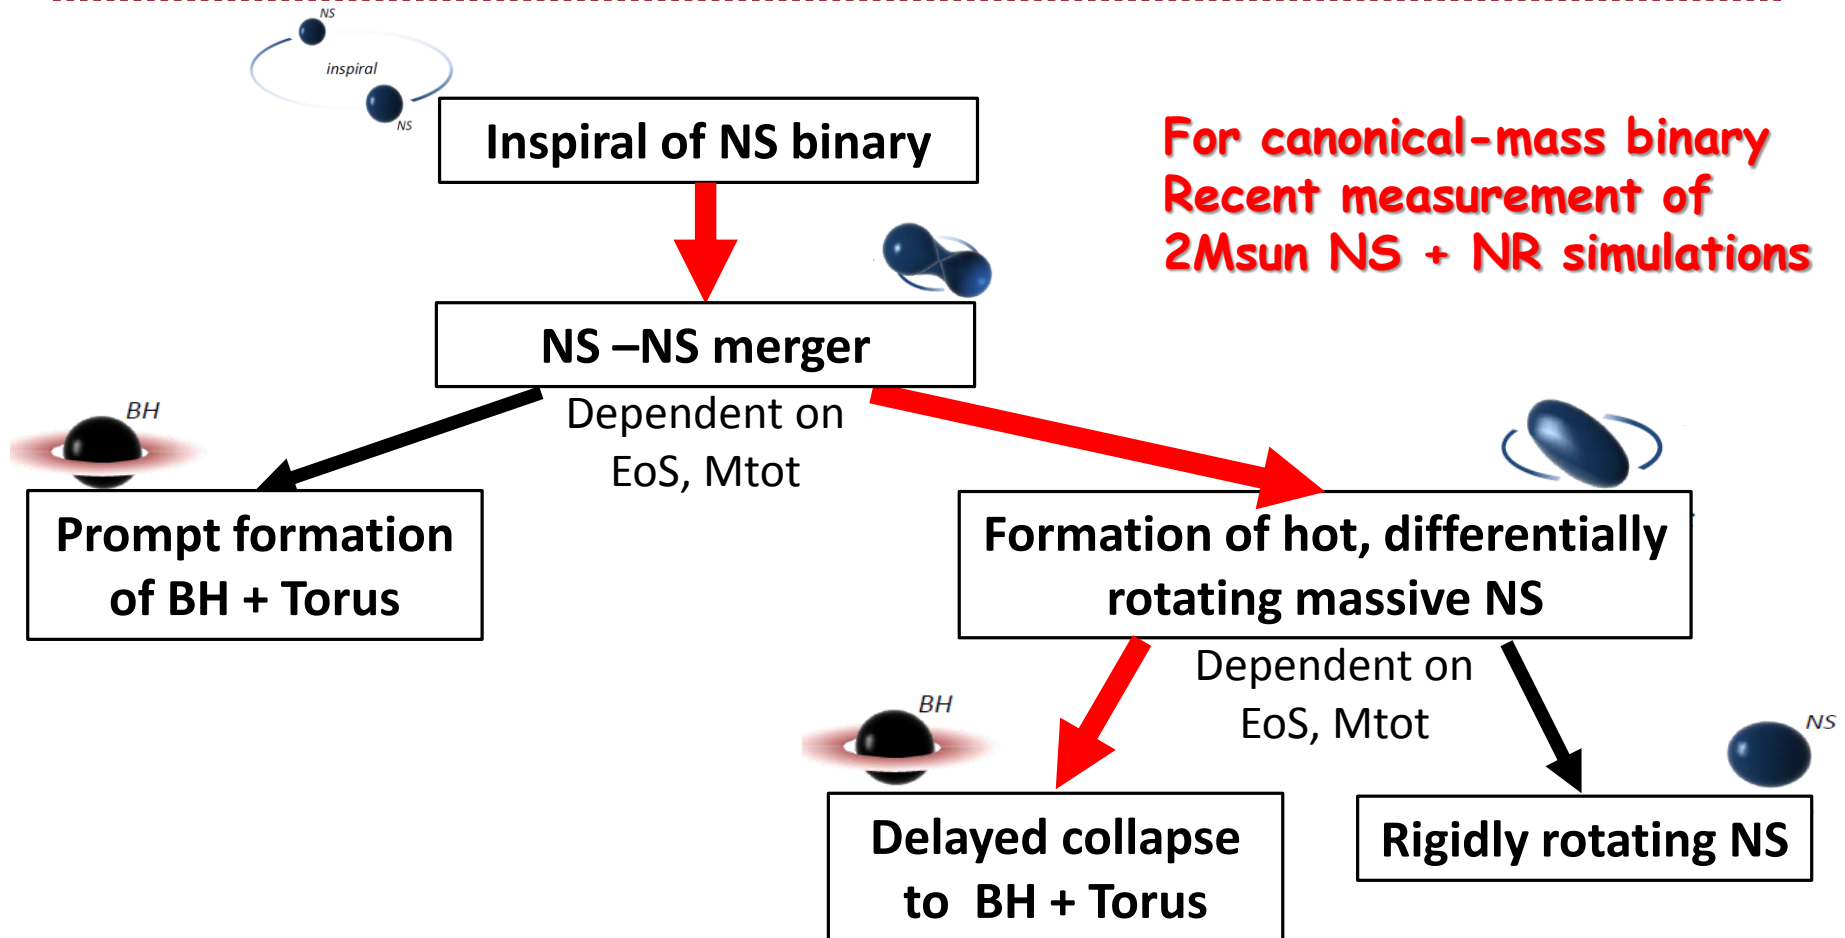 NS
inspiral
NS
Inspiral of NS binary
For canonical-mass binary
Recent measurement of
2Msun NS + NR simulations
NS –NS merger
Dependent on
EoS, Mtot
BH
Prompt formation
of BH + Torus
Formation of hot, differentially
rotating massive NS
Dependent on
EoS, Mtot
BH
NS
Delayed collapse
to BH + Torus
Rigidly rotating NS